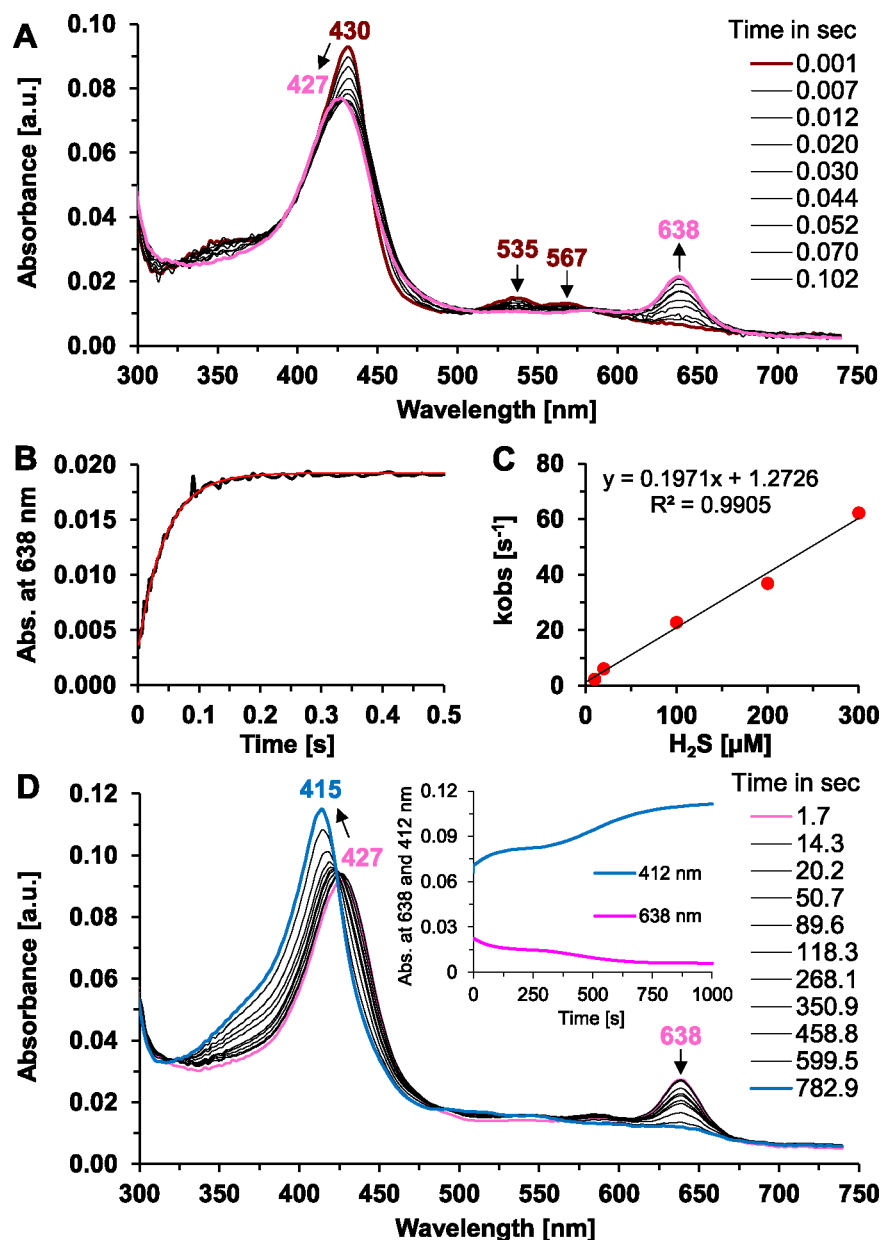 A
Time in sec
0.001
0.007
0.012
0.020
0.030
0.044
0.052
0.070
0.102
430
427
535
567
638
0.10
0.08
0.06
0.04
0.02
0.00
Absorbance [a.u.]
300 350 400 450 500 550 600 650 700 750
Wavelength [nm]
B
0.020
0.015
0.010
0.005
0.000
Abs. at 638 nm
0 0.1 0.2 0.3 0.4 0.5
Time [s]
C
y = 0.1971x + 1.2726
R² = 0.9905
80
60
40
20
0
kobs [s⁻¹]
0 100 200 300
H₂S [µM]
D
Time in sec
1.7
14.3
20.2
50.7
89.6
118.3
268.1
350.9
458.8
599.5
782.9
415
427
638
0.12
0.10
0.08
0.06
0.04
0.02
0.00
Absorbance [a.u.]
300 350 400 450 500 550 600 650 700 750
Wavelength [nm]
0.12
0.09
0.06
0.03
0
Abs. at 638 and 412 nm
412 nm
638 nm
0 250 500 750 1000
Time [s]